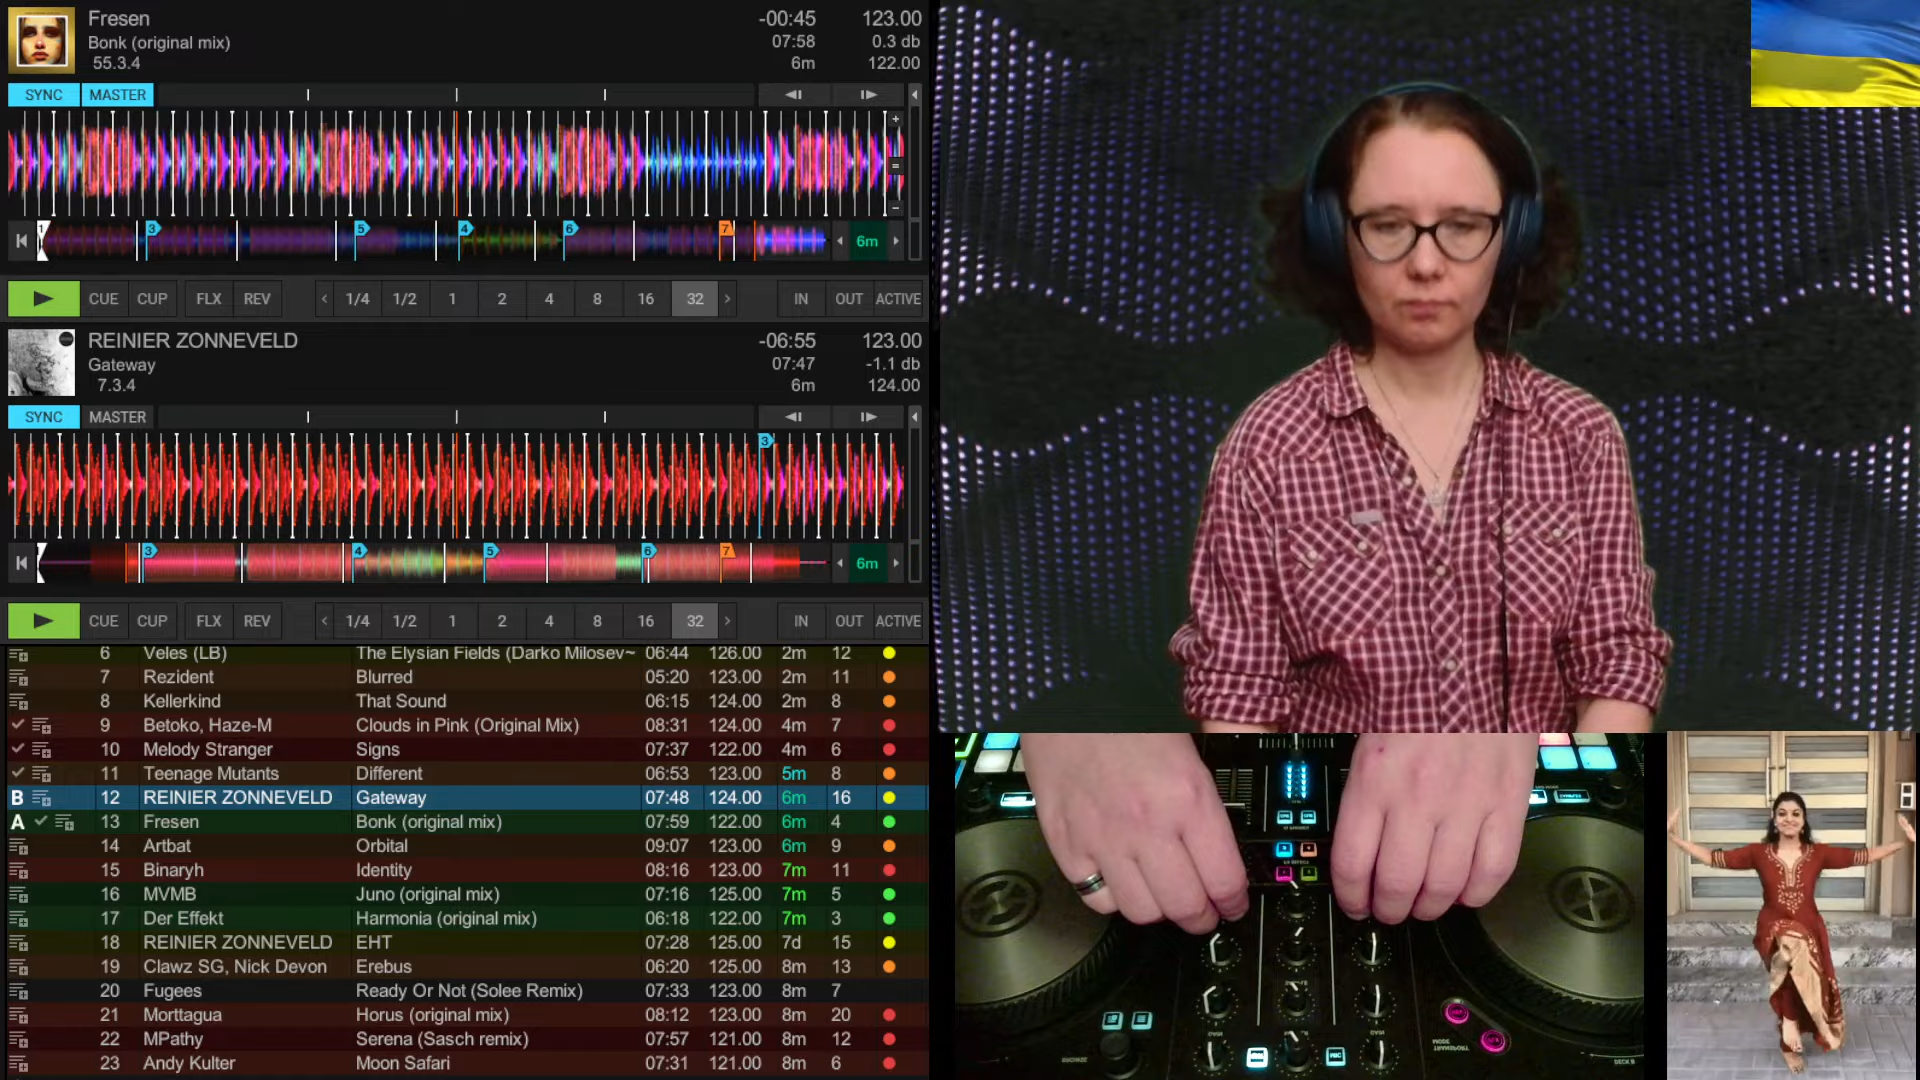 Fresen -00:45 123.00
Bonk (original mix) 07:58 0.3 db
55.3.4 6m 122.00
SYNC MASTER
1 3 5 4 6 7 6m
CUE CUP FLX REV 1/4 1/2 1 2 4 8 16 32 IN OUT ACTIVE
REINIER ZONNEVELD -06:55 123.00
Gateway 07:47 -1.1 db
7.3.4 6m 124.00
SYNC MASTER
3
3 4 5 6 7 6m
CUE CUP FLX REV 1/4 1/2 1 2 4 8 16 32 IN OUT ACTIVE
6 Veles (LB) The Elysian Fields (Darko Milosev~ 06:44 126.00 2m 12
7 Rezident Blurred 05:20 123.00 2m 11
8 Kellerkind That Sound 06:15 124.00 2m 8
9 Betoko, Haze-M Clouds in Pink (Original Mix) 08:31 124.00 4m 7
10 Melody Stranger Signs 07:37 122.00 4m 6
11 Teenage Mutants Different 06:53 123.00 5m 8
B 12 REINIER ZONNEVELD Gateway 07:48 124.00 6m 16
A 13 Fresen Bonk (original mix) 07:59 122.00 6m 4
14 Artbat Orbital 09:07 123.00 6m 9
15 Binaryh Identity 08:16 123.00 7m 11
16 MVMB Juno (original mix) 07:16 125.00 7m 5
17 Der Effekt Harmonia (original mix) 06:18 122.00 7m 3
18 REINIER ZONNEVELD EHT 07:28 125.00 7d 15
19 Clawz SG, Nick Devon Erebus 06:20 125.00 8m 13
20 Fugees Ready Or Not (Solee Remix) 07:33 123.00 8m 7
21 Morttagua Horus (original mix) 08:12 123.00 8m 20
22 MPathy Serena (Sasch remix) 07:57 121.00 8m 12
23 Andy Kulter Moon Safari 07:31 121.00 8m 6